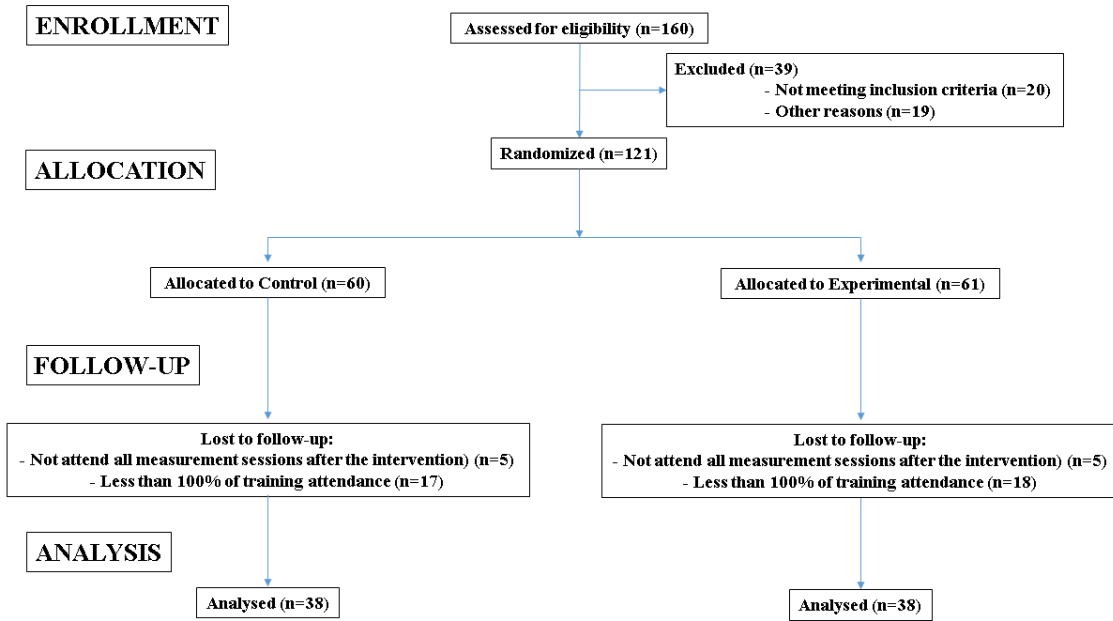 ENROLLMENT
Assessed for eligibility (n=160)
Excluded (n=39)
- Not meeting inclusion criteria (n=20)
- Other reasons (n=19)
Randomized (n=121)
ALLOCATION
Allocated to Control (n=60)
Allocated to Experimental (n=61)
FOLLOW-UP
Lost to follow-up:
- Not attend all measurement sessions after the intervention) (n=5)
- Less than 100% of training attendance (n=17)
Lost to follow-up:
- Not attend all measurement sessions after the intervention) (n=5)
- Less than 100% of training attendance (n=18)
ANALYSIS
Analysed (n=38)
Analysed (n=38)